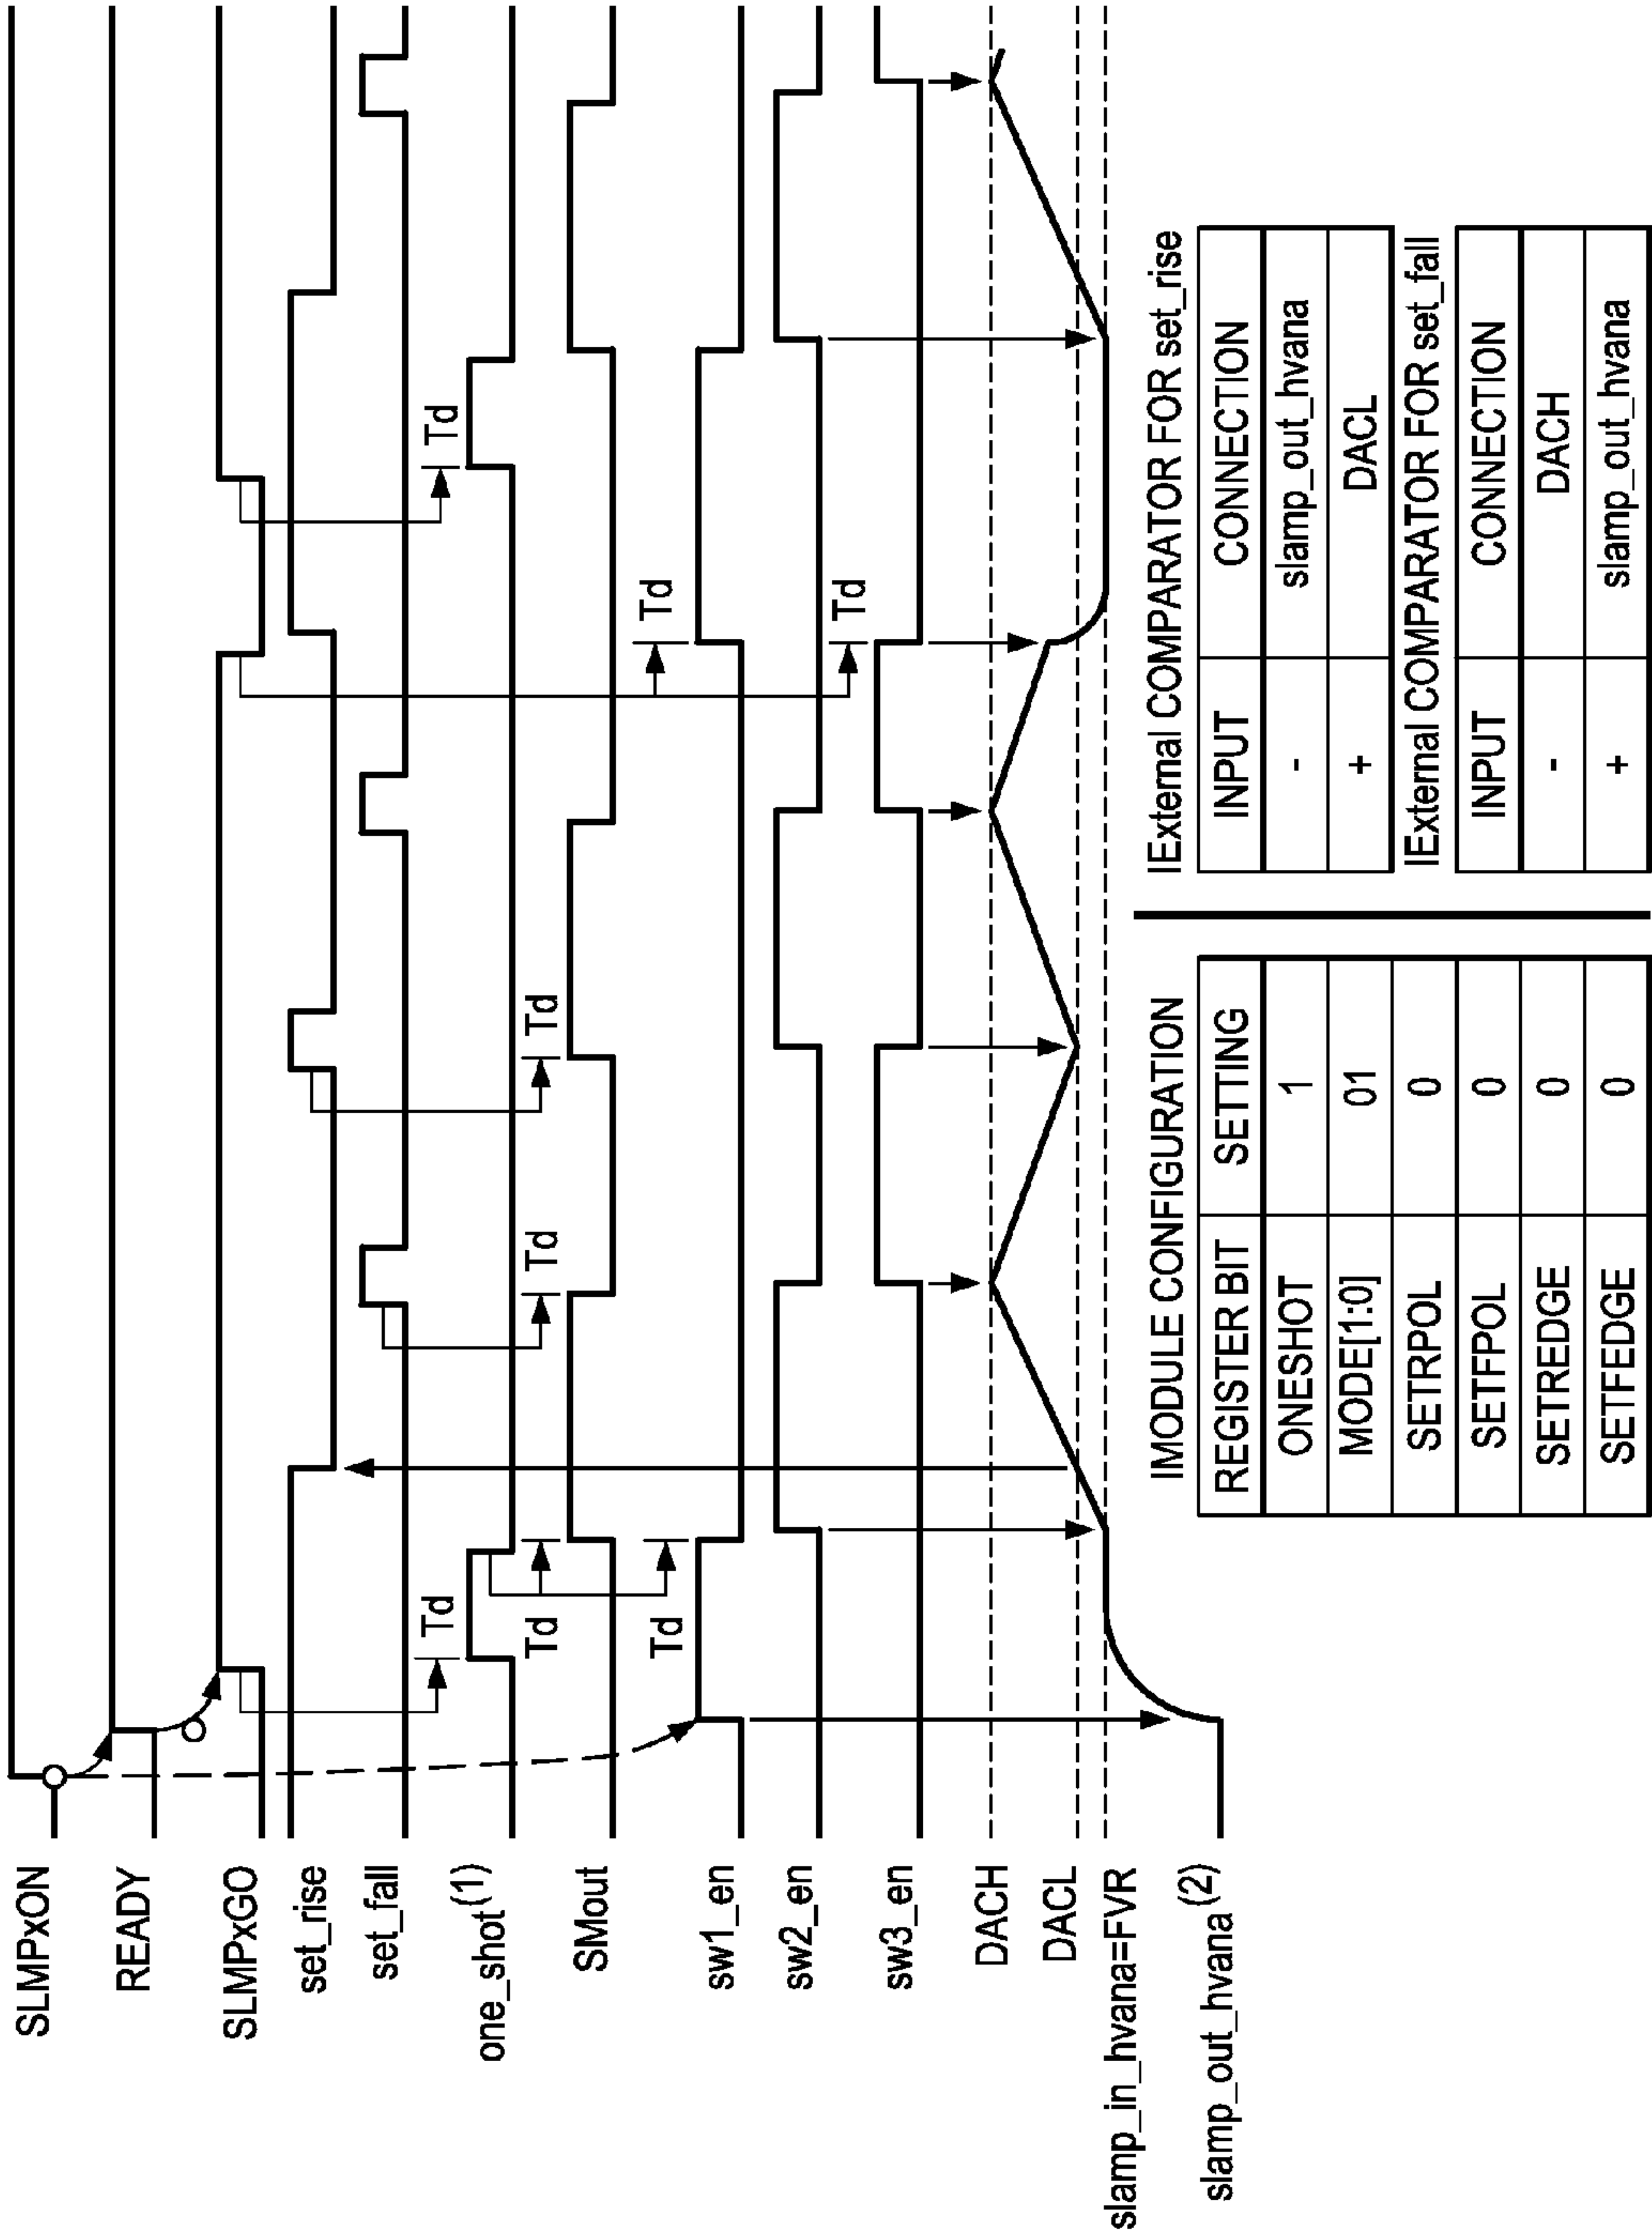 SLMPxON
READY
SLMPxGO
set_rise
set_fall
one_shot(1)
SMout
sw1_en
sw2_en
sw3_en
DACH
DACL
slamp_in_hvana=FVR
slamp_out_hvana(2)
Td
Td
Td
Td
Td
Td
Td
Td
IMODULE CONFIGURATION
REGISTER BIT SETTING
ONESHOT 1
MODE[1:0] 01
SETRPOL 0
SETFPOL 0
SETREDGE 0
SETFEDGE 0
IExternal COMPARATOR FOR set_rise
INPUT CONNECTION
- slamp_out_hvana
+ DACL
IExternal COMPARATOR FOR set_fall
INPUT CONNECTION
- DACH
+ slamp_out_hvana